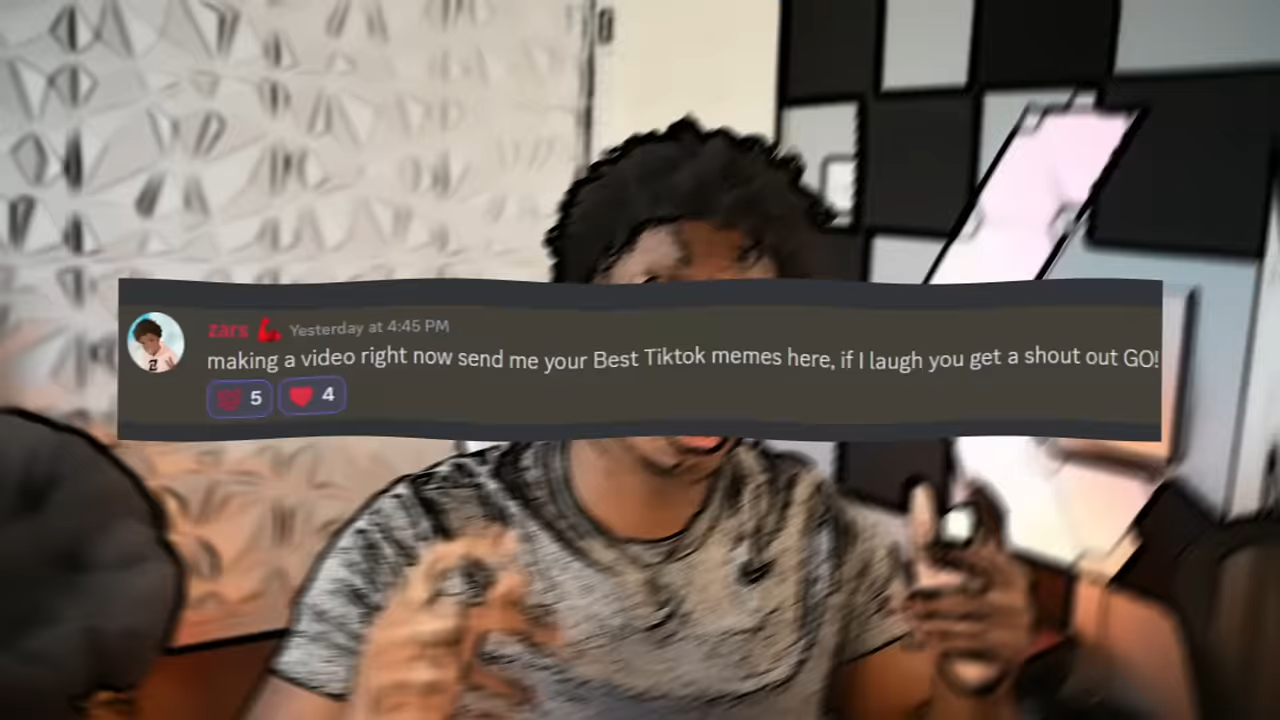 zars Yesterday at 4:45 PM
making a video right now send me your Best Tiktok memes here, if I laugh you get a shout out GO!
5 4